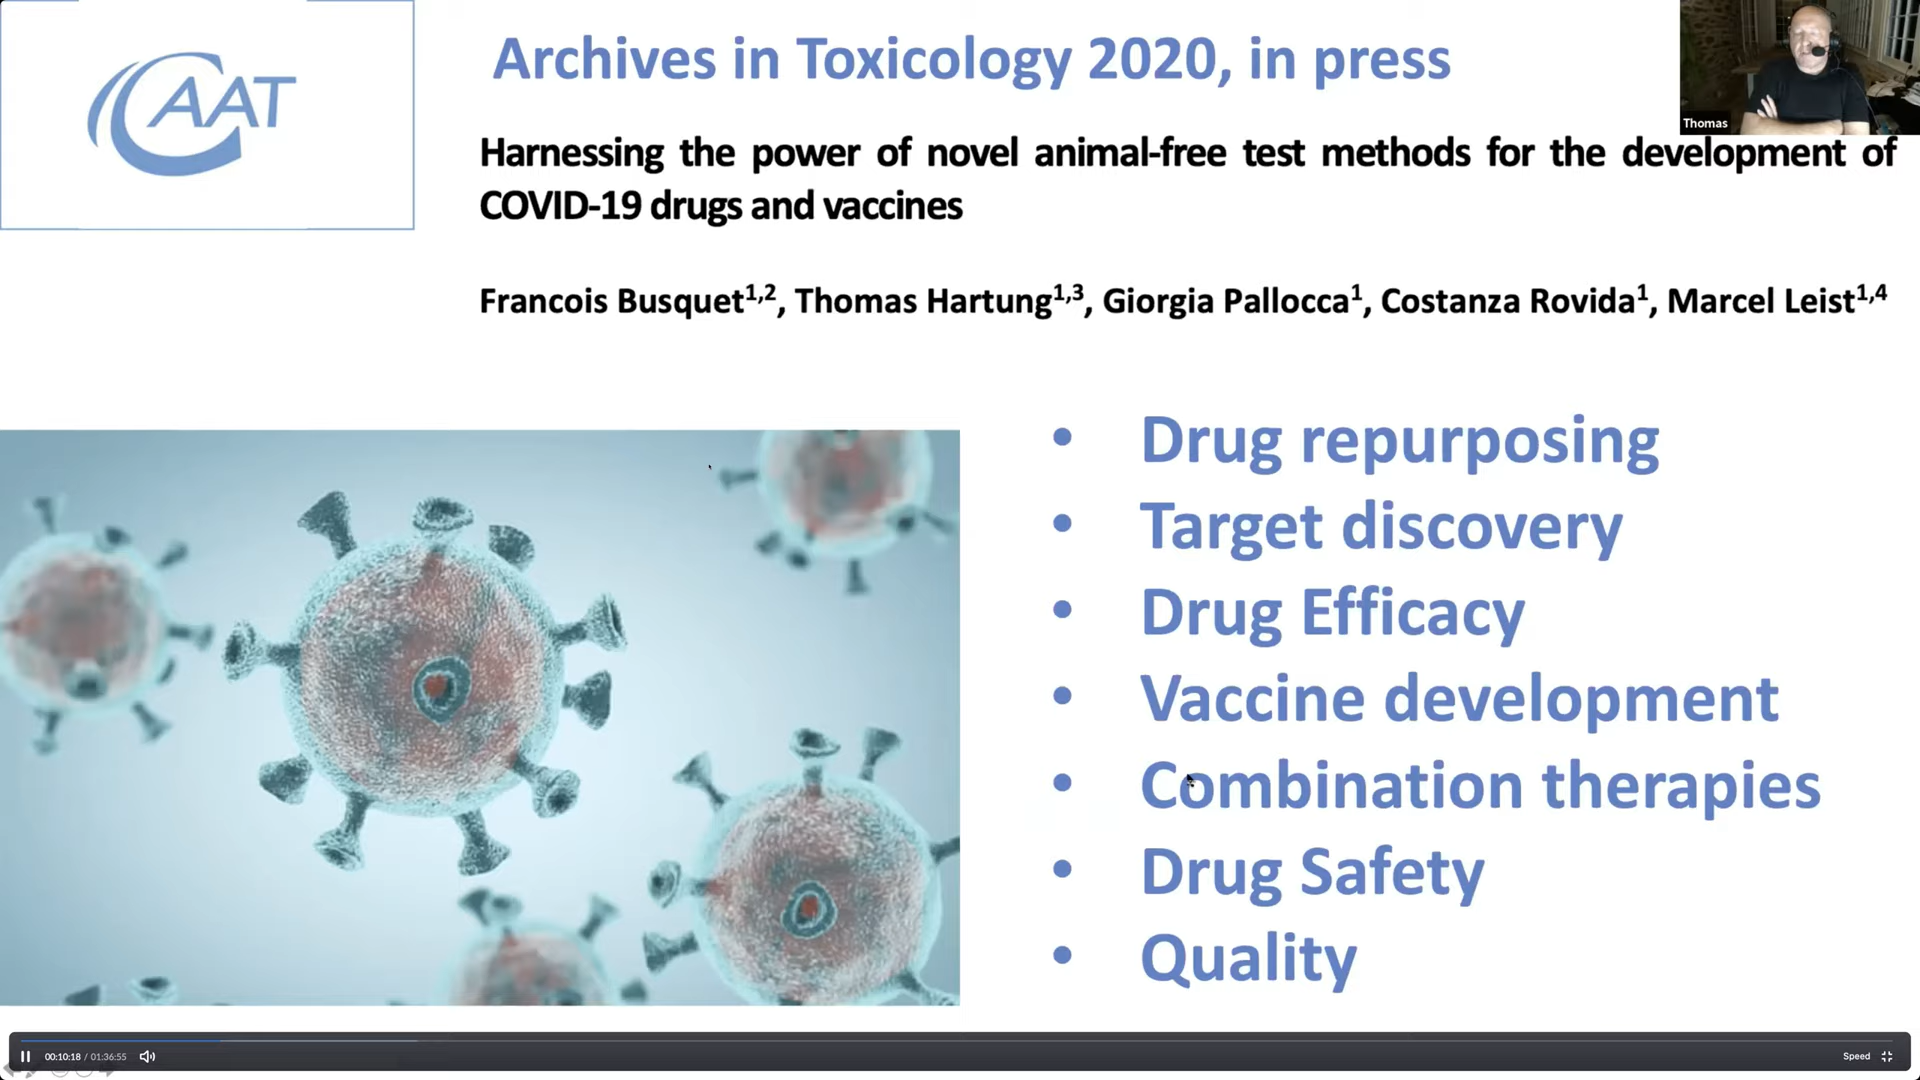 CAAT
Archives in Toxicology 2020, in press
Thomas
Harnessing the power of novel animal-free test methods for the development of
COVID-19 drugs and vaccines
Francois Busquet1,2, Thomas Hartung1,3, Giorgia Pallocca1, Costanza Rovida1, Marcel Leist1,4
• Drug repurposing
• Target discovery
• Drug Efficacy
• Vaccine development
• Combination therapies
• Drug Safety
• Quality
00:10:18 / 01:36:55
Speed